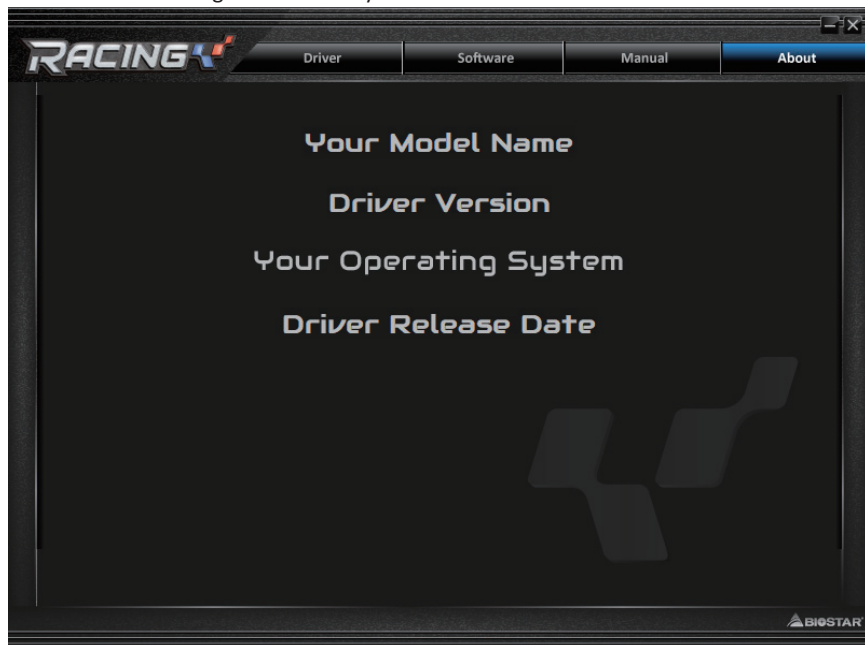 RACING
Driver Software Manual About
Your Model Name
Driver Version
Your Operating System
Driver Release Date
BIOSTAR